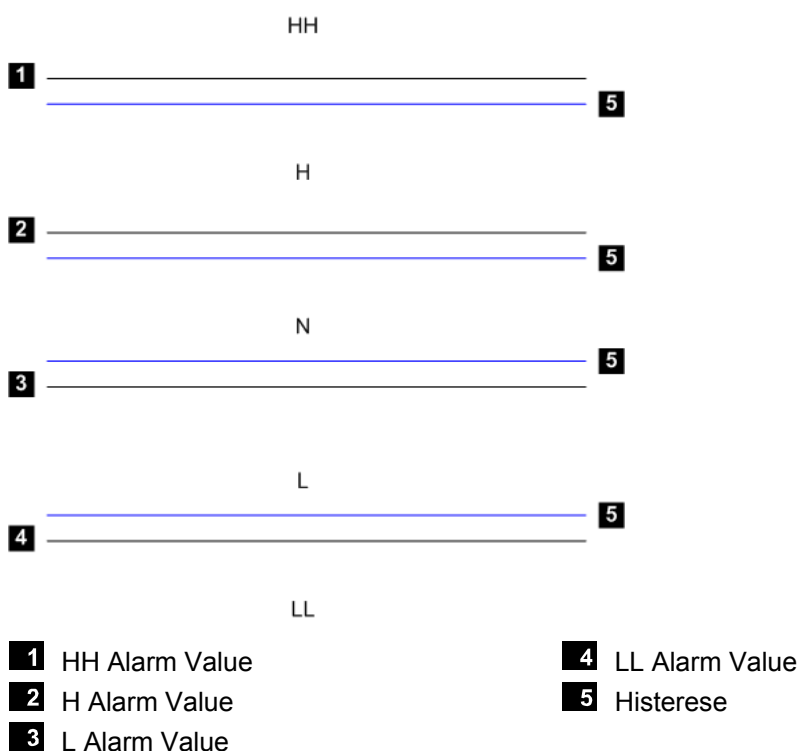 HH
1
5
H
2
5
N
5
3
L
5
4
LL
1 HH Alarm Value
2 H Alarm Value
3 L Alarm Value
4 LL Alarm Value
5 Histerese